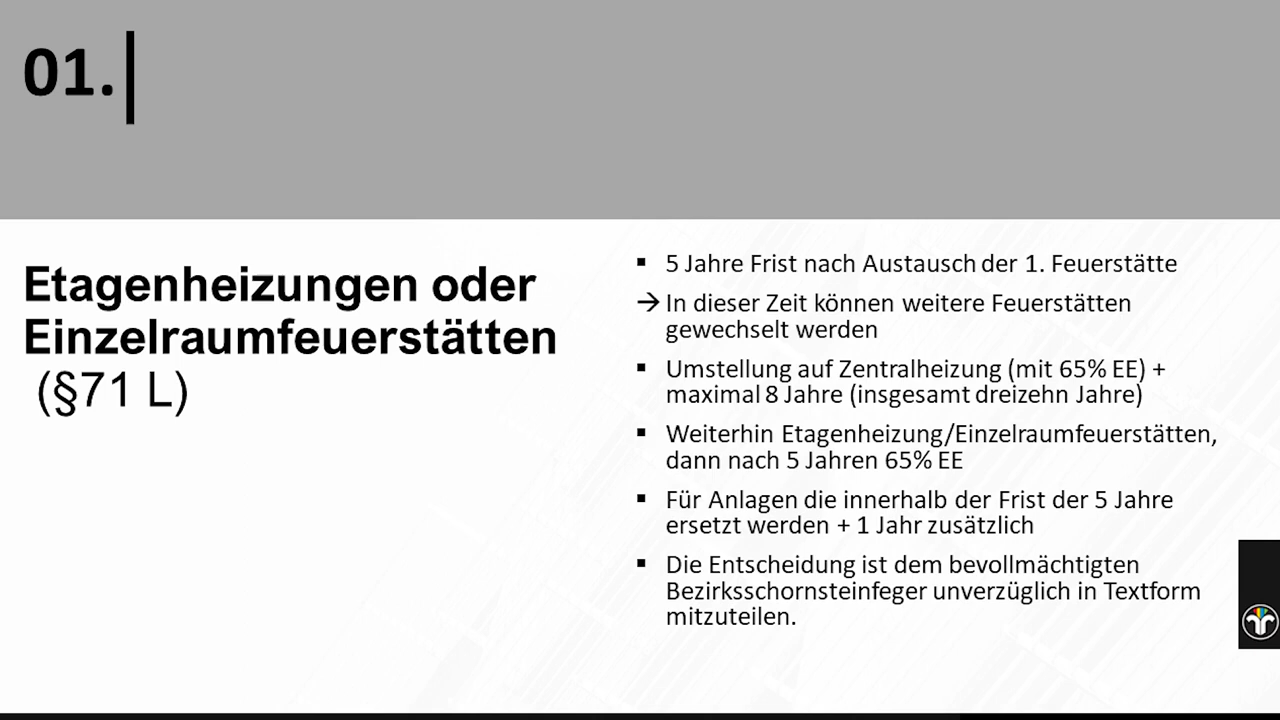 01.
Etagenheizungen oder
Einzelraumfeuerstätten
(§71 L)
▪ 5 Jahre Frist nach Austausch der 1. Feuerstätte
→ In dieser Zeit können weitere Feuerstätten
gewechselt werden
▪ Umstellung auf Zentralheizung (mit 65% EE) +
maximal 8 Jahre (insgesamt dreizehn Jahre)
▪ Weiterhin Etagenheizung/Einzelraumfeuerstätten,
dann nach 5 Jahren 65% EE
▪ Für Anlagen die innerhalb der Frist der 5 Jahre
ersetzt werden + 1 Jahr zusätzlich
▪ Die Entscheidung ist dem bevollmächtigten
Bezirksschornsteinfeger unverzüglich in Textform
mitzuteilen.